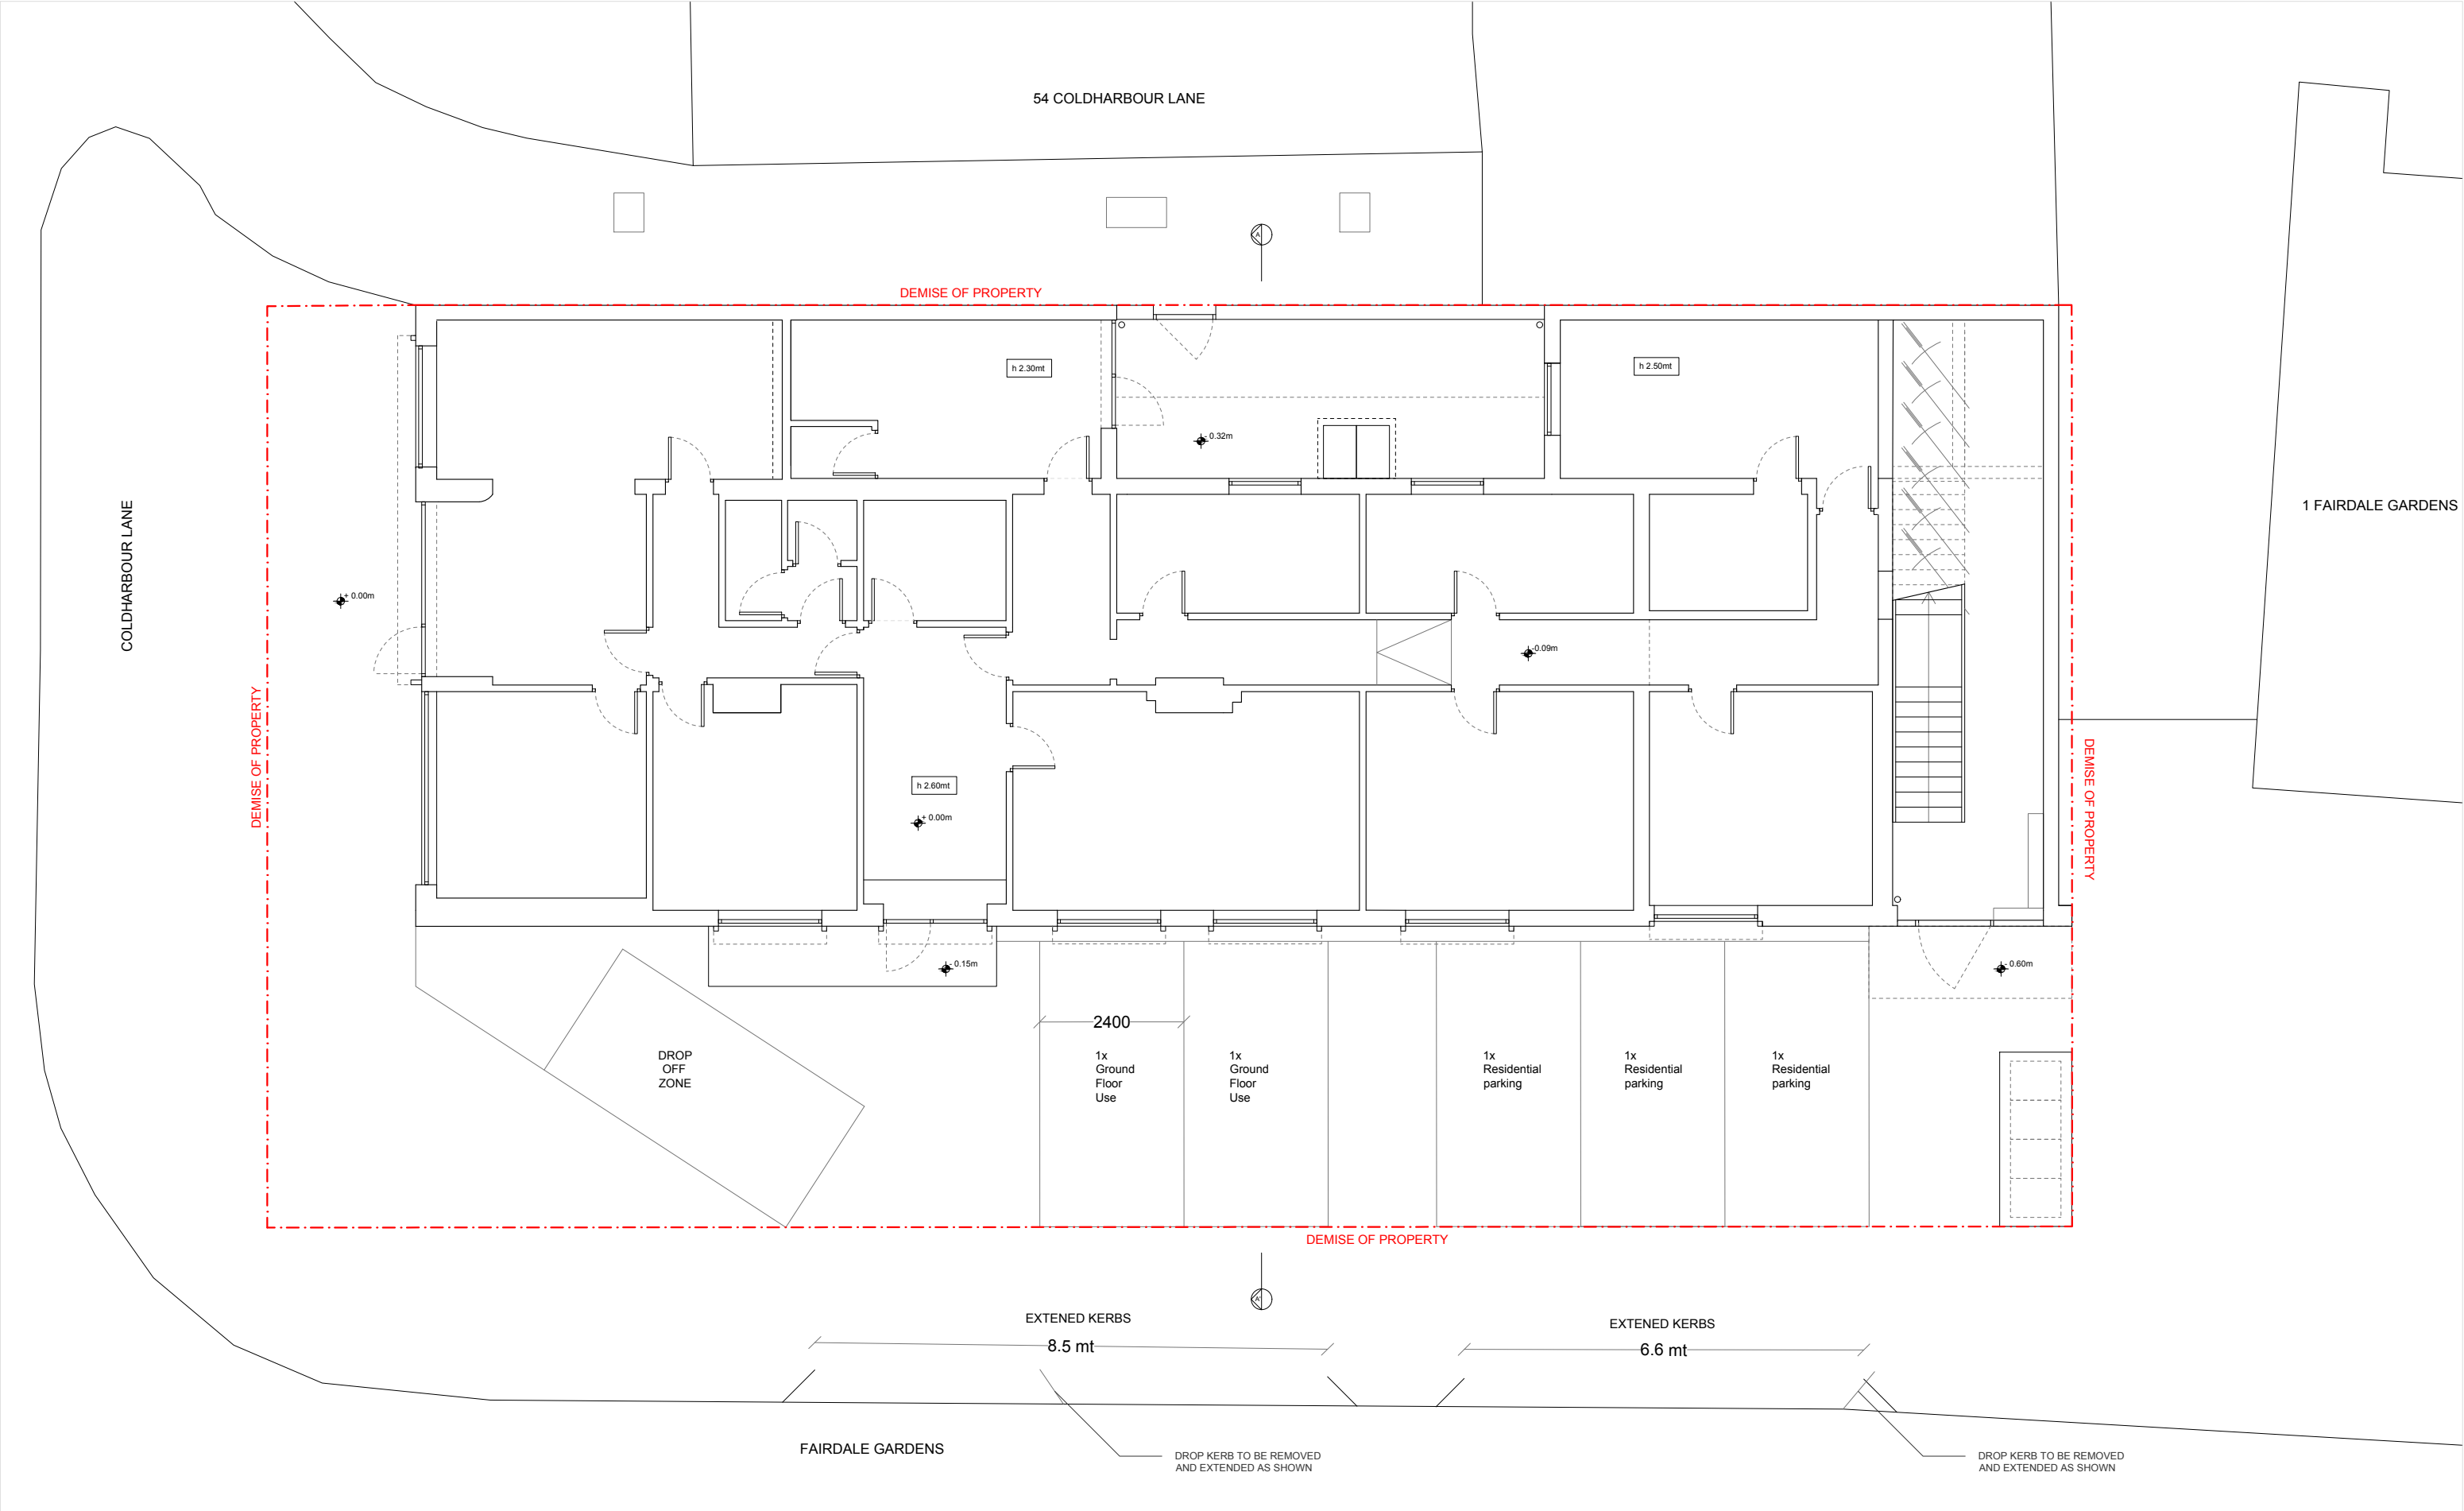 54 COLDHARBOUR LANE
A
DEMISE OF PROPERTY
h 2.30mt
h 2.50mt
- 0.32m
1 FAIRDALE GARDENS
COLDHARBOUR LANE
+ 0.00m
-0.09m
DEMISE OF PROPERTY
DEMISE OF PROPERTY
h 2.60mt
+ 0.00m
- 0.15m
- 0.60m
2400
DROP
OFF
ZONE
1x
Ground
Floor
Use
1x
Ground
Floor
Use
1x
Residential
parking
1x
Residential
parking
1x
Residential
parking
DEMISE OF PROPERTY
A'
EXTENED KERBS
8.5 mt
EXTENED KERBS
6.6 mt
FAIRDALE GARDENS
DROP KERB TO BE REMOVED
AND EXTENDED AS SHOWN
DROP KERB TO BE REMOVED
AND EXTENDED AS SHOWN